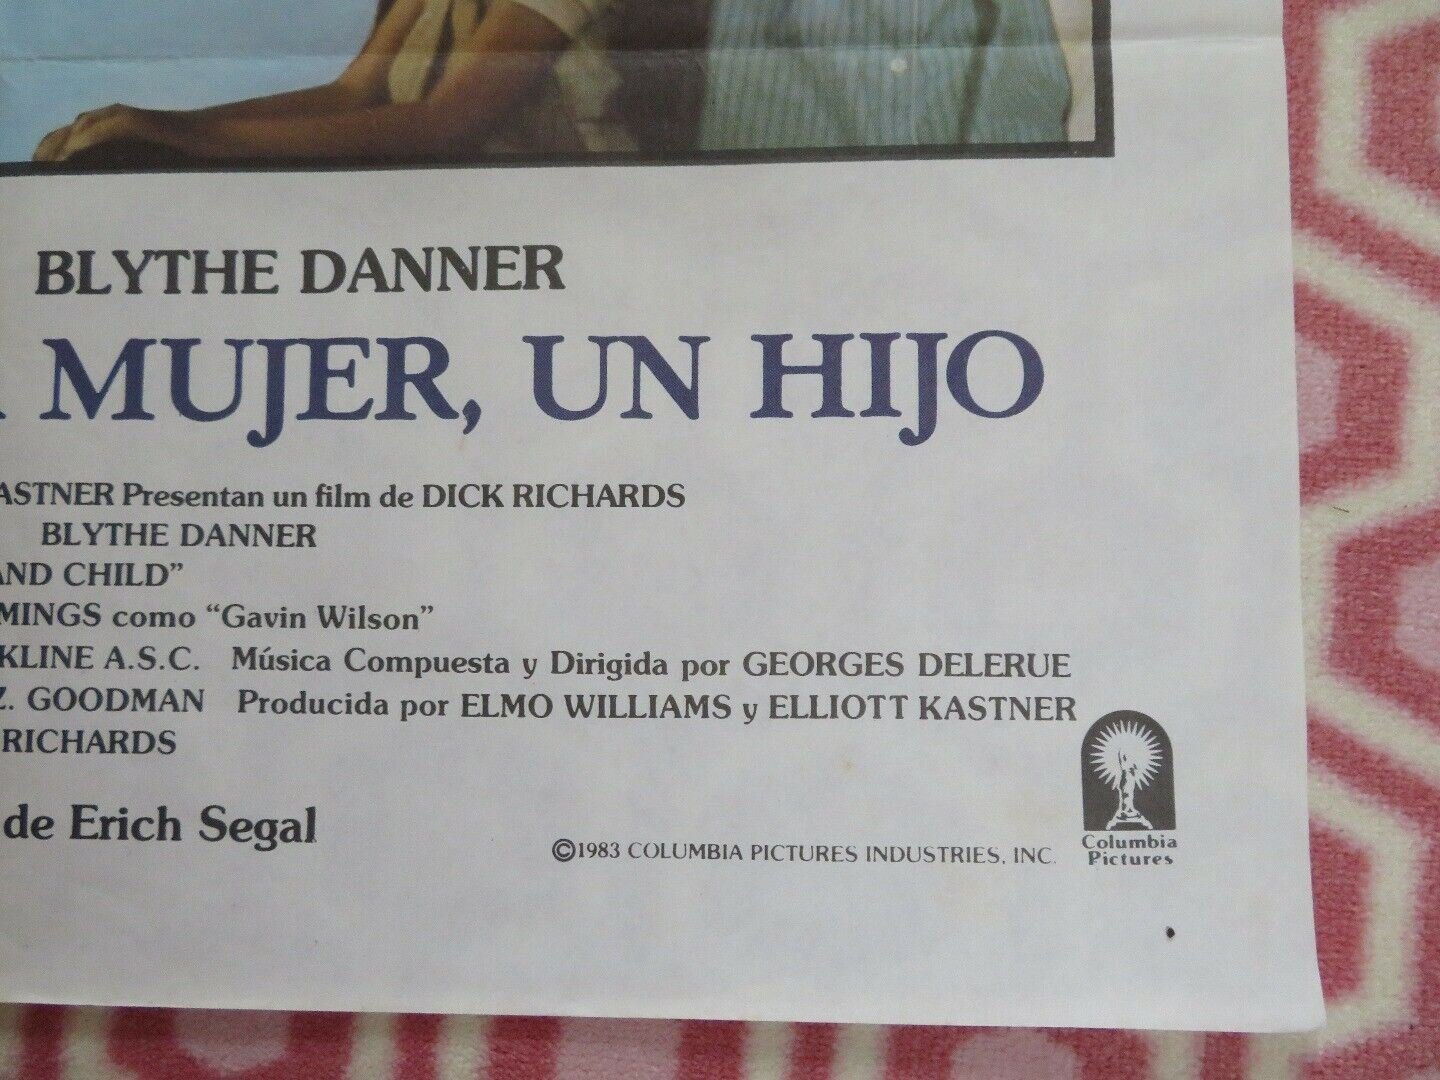 BLYTHE DANNER
MUJER, UN HIJO
ASTNER Presentan un film de DICK RICHARDS
BLYTHE DANNER
AND CHILD”
MINGS como “Gavin Wilson”
KLINE A.S.C. Música Compuesta y Dirigida por GEORGES DELERUE
Z. GOODMAN Producida por ELMO WILLIAMS y ELLIOTT KASTNER
RICHARDS
de Erich Segal
©1983 COLUMBIA PICTURES INDUSTRIES, INC.
Columbia
Pictures